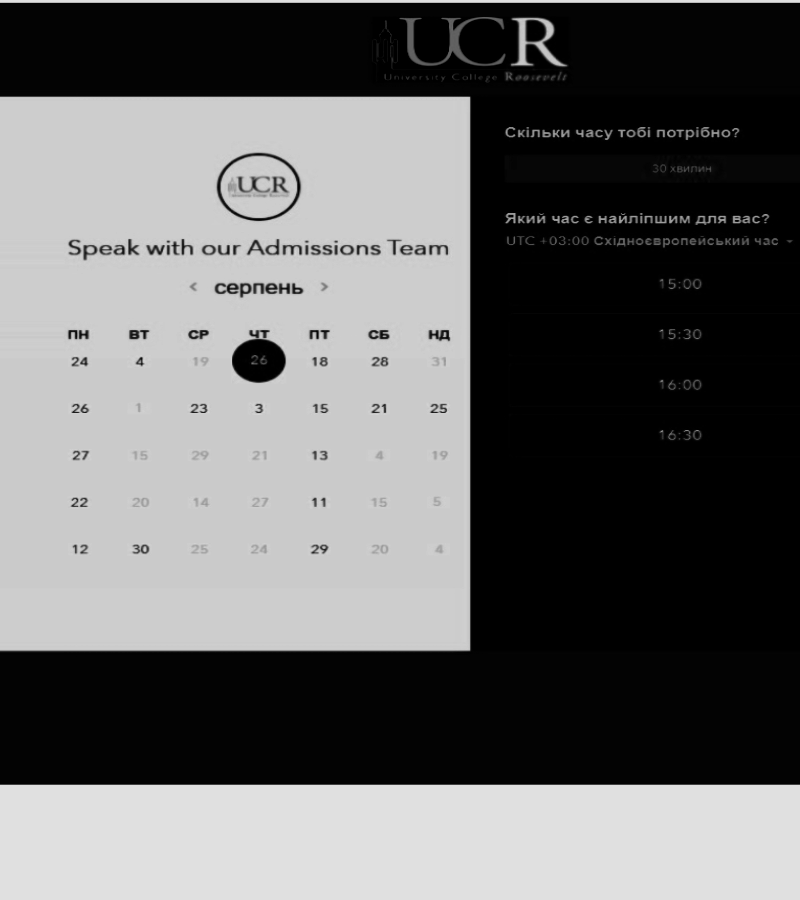 UCR
University College Roosevelt
UCR
Speak with our Admissions Team
< серпень >
ПН ВТ СР ЧТ ПТ СБ НД
24 4 19 26 18 28 31
26 1 23 3 15 21 25
27 15 29 21 13 4 19
22 20 14 27 11 15 5
12 30 25 24 29 20 4
Скільки часу тобі потрібно?
30 хвилин
Який час є найліпшим для вас?
UTC +03:00 Східноєвропейський час
15:00
15:30
16:00
16:30